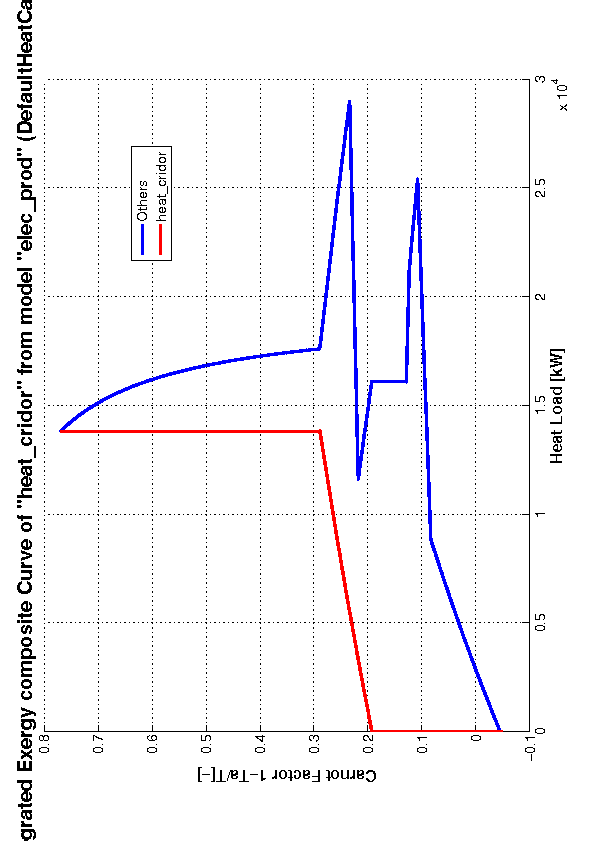 grated Exergy composite Curve of "heat_cridor" from model "elec_prod" (DefaultHeatCa
Others
heat_cridor
0.8
0.7
0.6
0.5
0.4
0.3
0.2
0.1
0
−0.1
Carnot Factor 1−Ta/T[−]
0
0.5
1
1.5
2
2.5
3
x 10⁴
Heat Load [kW]